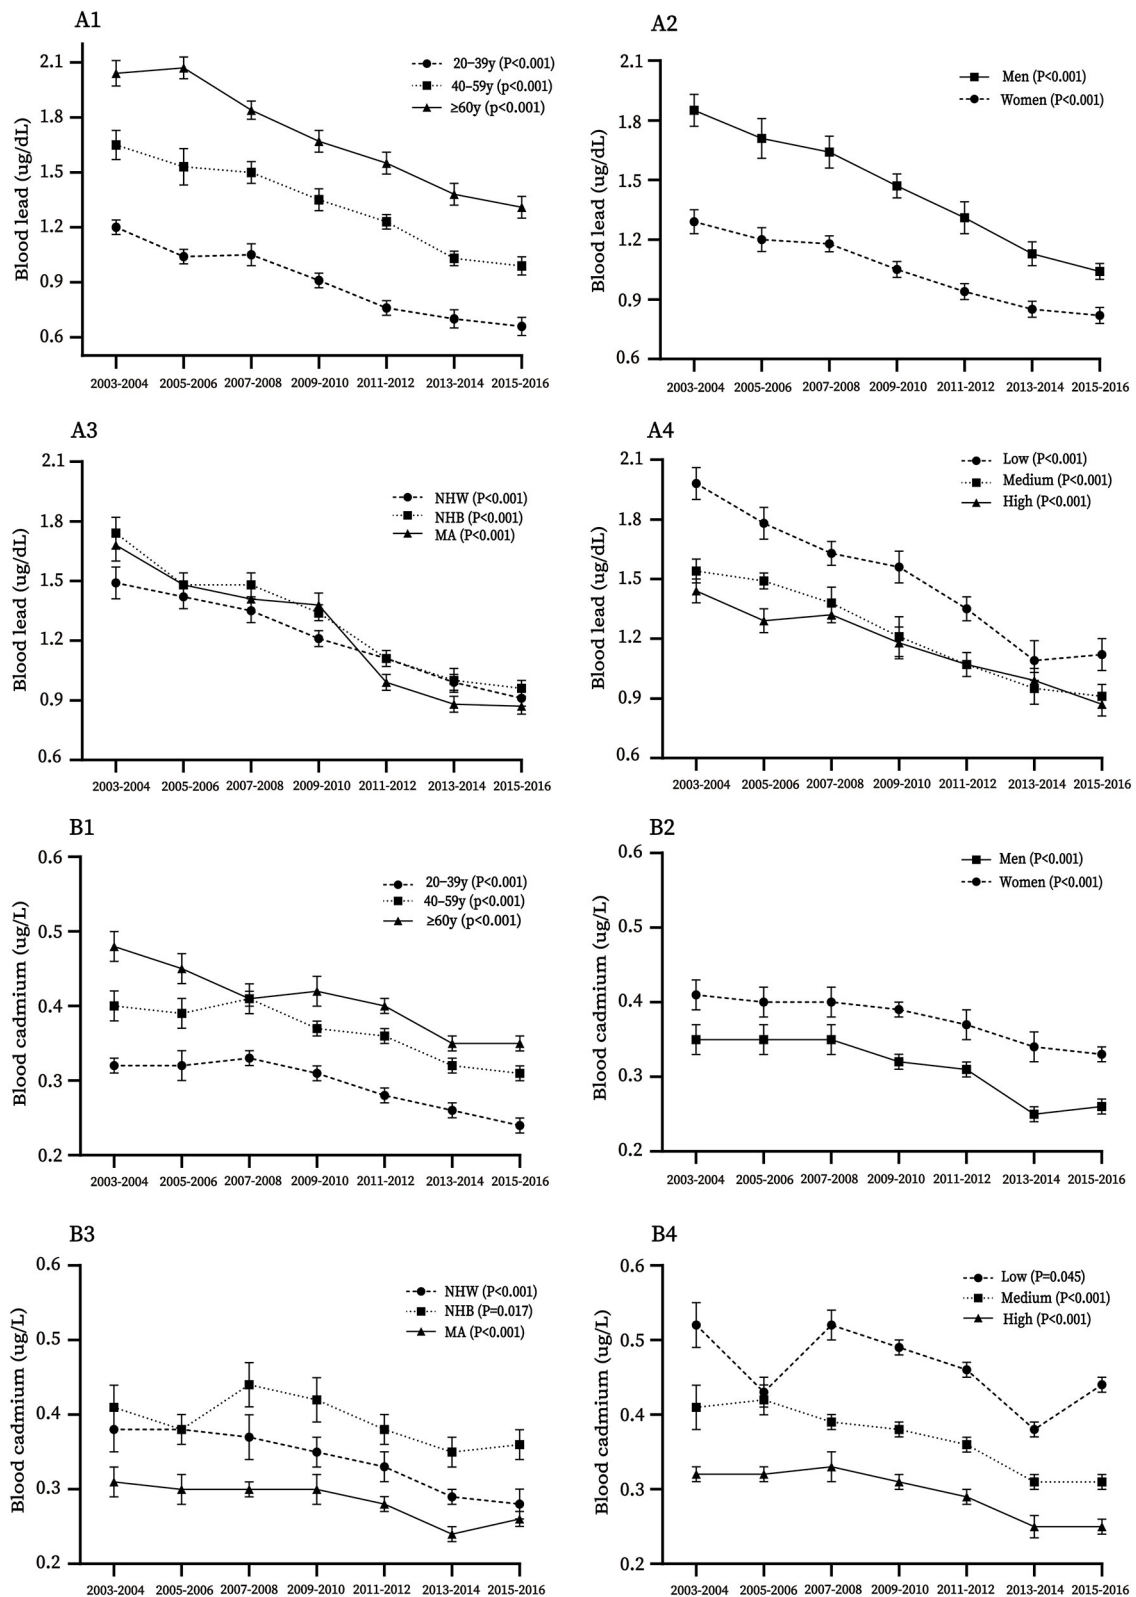 A1
Blood lead (ug/dL)
2.1
1.8
1.5
1.2
0.9
0.6
20–39y (P<0.001)
40–59y (p<0.001)
≥60y (p<0.001)
2003-2004 2005-2006 2007-2008 2009-2010 2011-2012 2013-2014 2015-2016
A2
Blood lead (ug/dL)
2.1
1.8
1.5
1.2
0.9
0.6
Men (P<0.001)
Women (P<0.001)
2003-2004 2005-2006 2007-2008 2009-2010 2011-2012 2013-2014 2015-2016
A3
Blood lead (ug/dL)
2.1
1.8
1.5
1.2
0.9
0.6
NHW (P<0.001)
NHB (P<0.001)
MA (P<0.001)
2003-2004 2005-2006 2007-2008 2009-2010 2011-2012 2013-2014 2015-2016
A4
Blood lead (ug/dL)
2.1
1.8
1.5
1.2
0.9
0.6
Low (P<0.001)
Medium (P<0.001)
High (P<0.001)
2003-2004 2005-2006 2007-2008 2009-2010 2011-2012 2013-2014 2015-2016
B1
Blood cadmium (ug/L)
0.6
0.5
0.4
0.3
0.2
20–39y (P<0.001)
40–59y (p<0.001)
≥60y (p<0.001)
2003-2004 2005-2006 2007-2008 2009-2010 2011-2012 2013-2014 2015-2016
B2
Blood cadmium (ug/L)
0.6
0.5
0.4
0.3
0.2
Men (P<0.001)
Women (P<0.001)
2003-2004 2005-2006 2007-2008 2009-2010 2011-2012 2013-2014 2015-2016
B3
Blood cadmium (ug/L)
0.6
0.5
0.4
0.3
0.2
NHW (P<0.001)
NHB (P=0.017)
MA (P<0.001)
2003-2004 2005-2006 2007-2008 2009-2010 2011-2012 2013-2014 2015-2016
B4
Blood cadmium (ug/L)
0.6
0.5
0.4
0.3
0.2
Low (P=0.045)
Medium (P<0.001)
High (P<0.001)
2003-2004 2005-2006 2007-2008 2009-2010 2011-2012 2013-2014 2015-2016